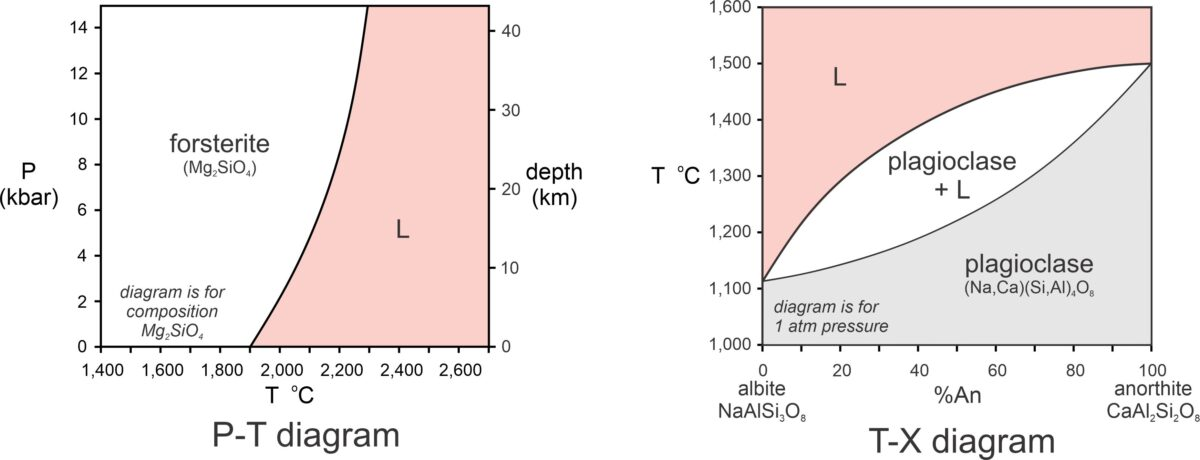 14
12
10
8
6
4
2
0
P
(kbar)
forsterite
(Mg₂SiO₄)
L
diagram is for
composition
Mg₂SiO₄
40
30
20
10
0
depth
(km)
1,400 1,600 1,800 2,000 2,200 2,400 2,600
T °C
P-T diagram
1,600
1,500
1,400
1,300
1,200
1,100
1,000
T °C
L
plagioclase
+ L
plagioclase
(Na,Ca)(Si,Al)₄O₈
diagram is for
1 atm pressure
0 20 40 60 80 100
albite
NaAlSi₃O₈
%An
anorthite
CaAl₂Si₂O₈
T-X diagram